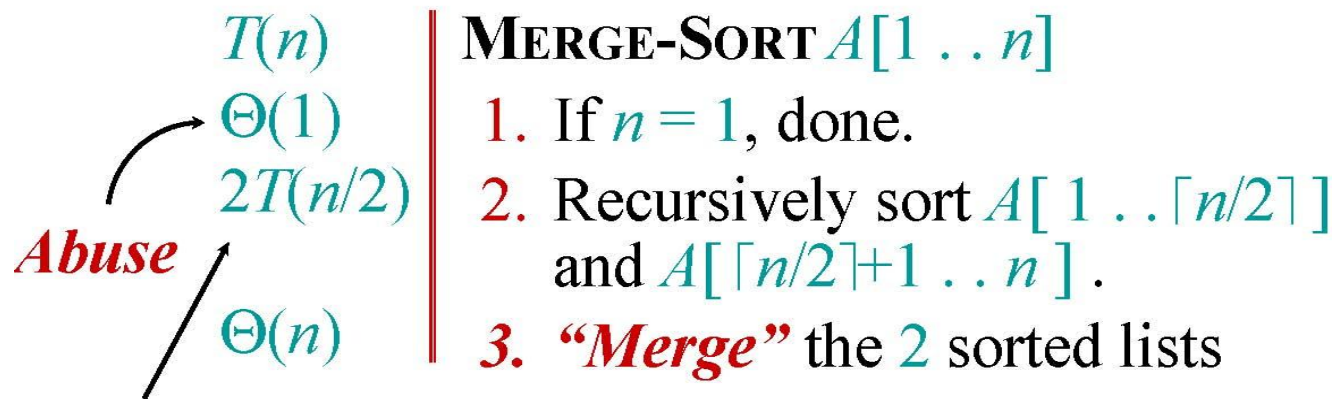 T(n) MERGE-SORT A[1 . . n]
Θ(1) 1. If n = 1, done.
2T(n/2) 2. Recursively sort A[ 1 . . ⌈n/2⌉ ]
Abuse and A[ ⌈n/2⌉+1 . . n ] .
Θ(n) 3. “Merge” the 2 sorted lists